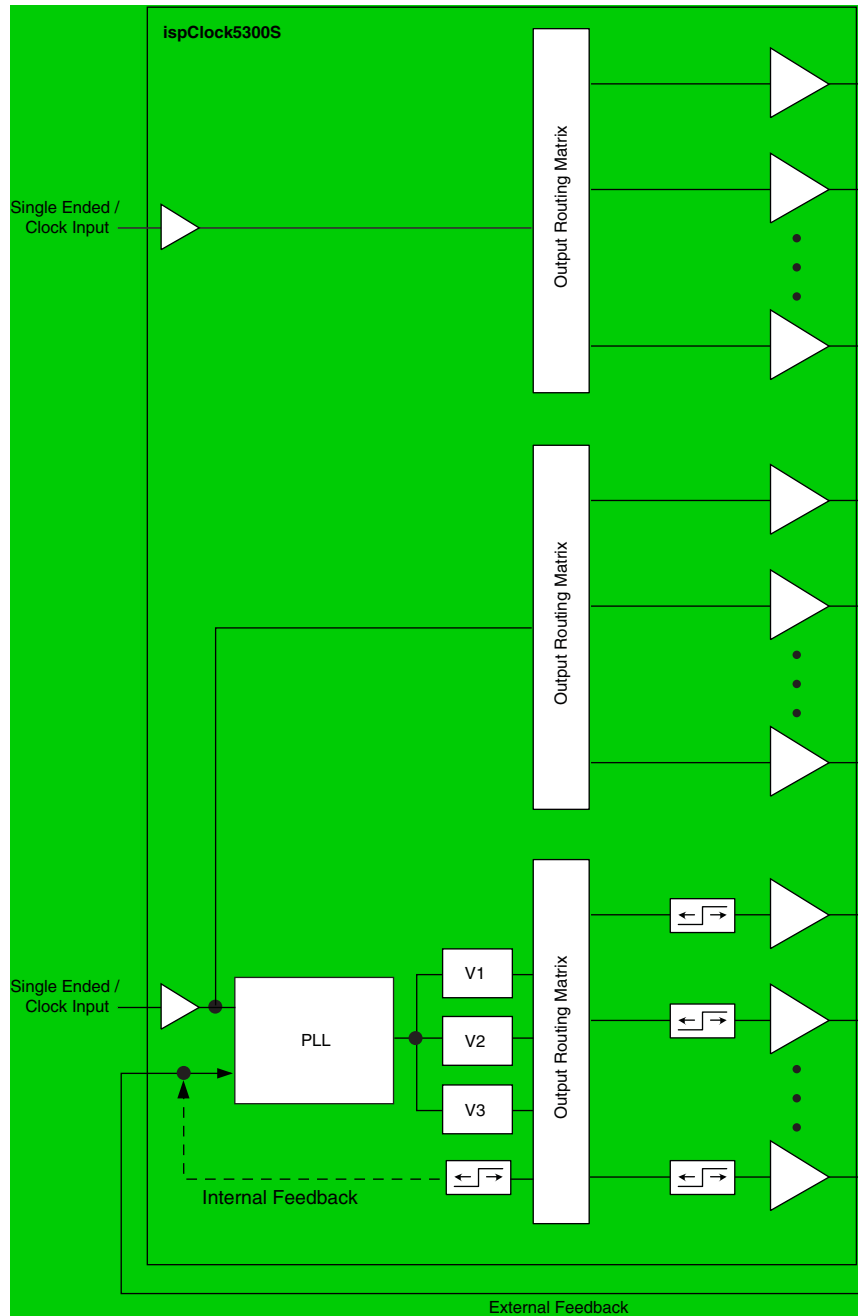 ispClock5300S
Output Routing Matrix
Single Ended /
Clock Input
Output Routing Matrix
Output Routing Matrix
Single Ended /
Clock Input
PLL
V1
V2
V3
Internal Feedback
External Feedback